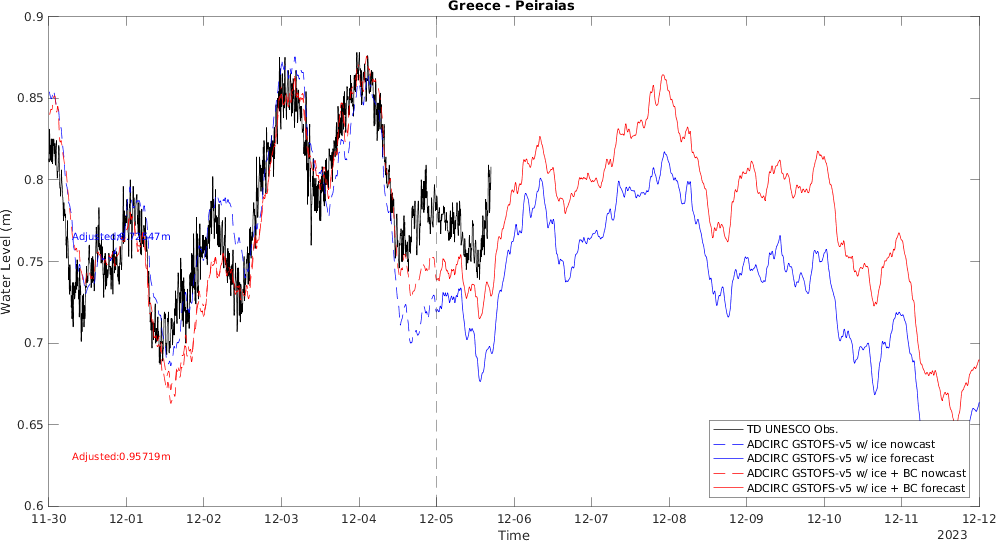 Greece - Peiraias
Water Level (m)
0.9
0.85
0.8
0.75
0.7
0.65
0.6
Adjusted:0.95719m
TD UNESCO Obs.
ADCIRC GSTOFS-v5 w/ ice nowcast
ADCIRC GSTOFS-v5 w/ ice forecast
ADCIRC GSTOFS-v5 w/ ice + BC nowcast
ADCIRC GSTOFS-v5 w/ ice + BC forecast
11-30 12-01 12-02 12-03 12-04 12-05 12-06 12-07 12-08 12-09 12-10 12-11 12-12
Time
2023